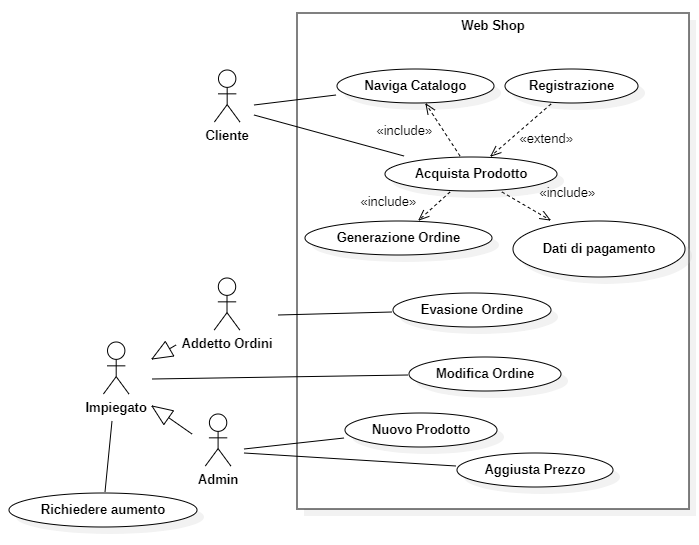 Web Shop
Naviga Catalogo
Registrazione
«include»
«extend»
Cliente
Acquista Prodotto
«include»
«include»
Generazione Ordine
Dati di pagamento
Evasione Ordine
Addetto Ordini
Modifica Ordine
Impiegato
Nuovo Prodotto
Aggiusta Prezzo
Admin
Richiedere aumento